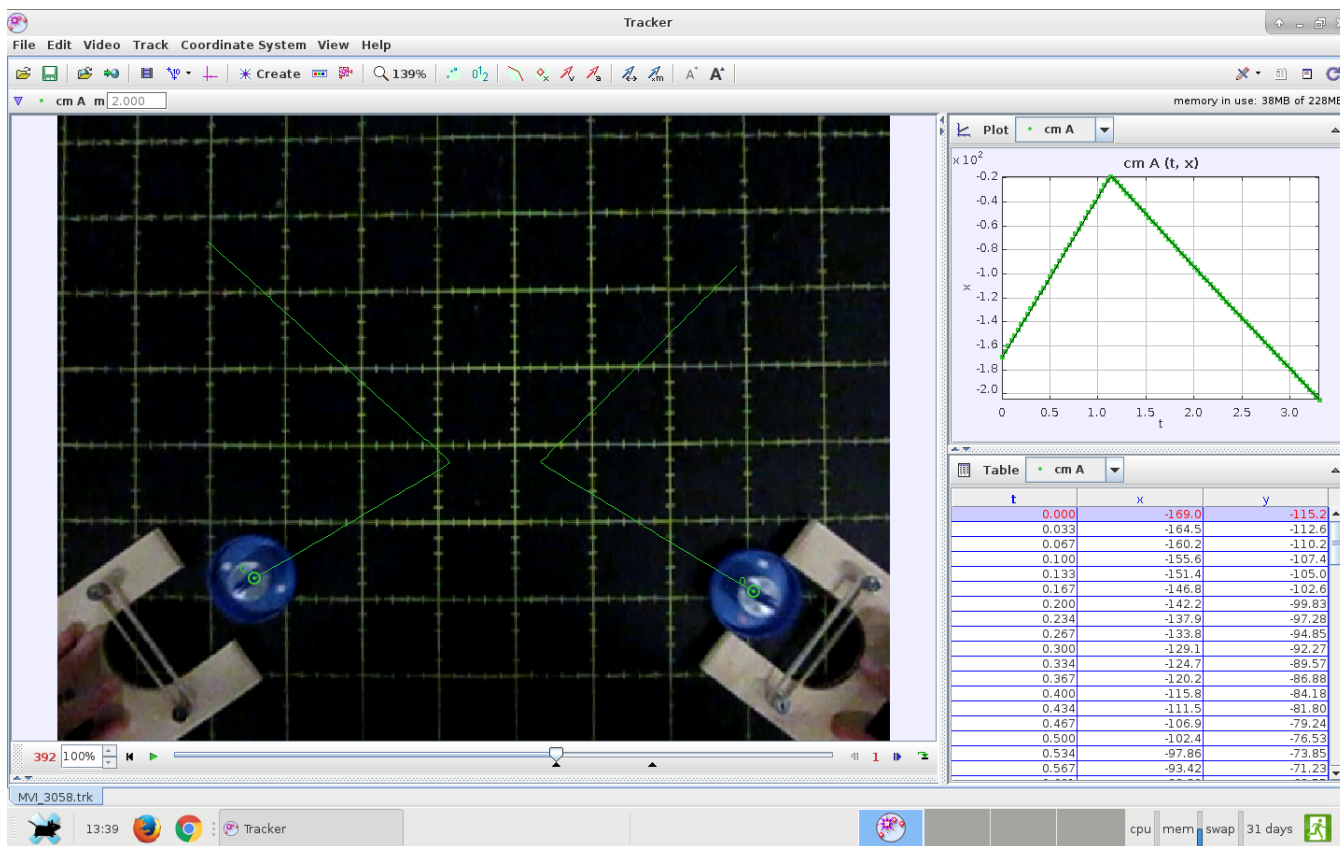 Tracker
File Edit Video Track Coordinate System View Help
Create 139%
cm A m 2.000 memory in use: 38MB of 228MB
Plot cm A
cm A (t, x)
×10²
-0.2
-0.4
-0.6
-0.8
-1.0
-1.2
-1.4
-1.6
-1.8
-2.0
x
0 0.5 1.0 1.5 2.0 2.5 3.0
t
Table cm A
t x y
0.000 -169.0 -115.2
0.033 -164.5 -112.6
0.067 -160.2 -110.2
0.100 -155.6 -107.4
0.133 -151.4 -105.0
0.167 -146.8 -102.6
0.200 -142.2 -99.83
0.234 -137.9 -97.28
0.267 -133.8 -94.85
0.300 -129.1 -92.27
0.334 -124.7 -89.57
0.367 -120.2 -86.88
0.400 -115.8 -84.18
0.434 -111.5 -81.80
0.467 -106.9 -79.24
0.500 -102.4 -76.53
0.534 -97.86 -73.85
0.567 -93.42 -71.23
392 100% 1
MVI_3058.trk
13:39 Tracker cpu mem swap 31 days